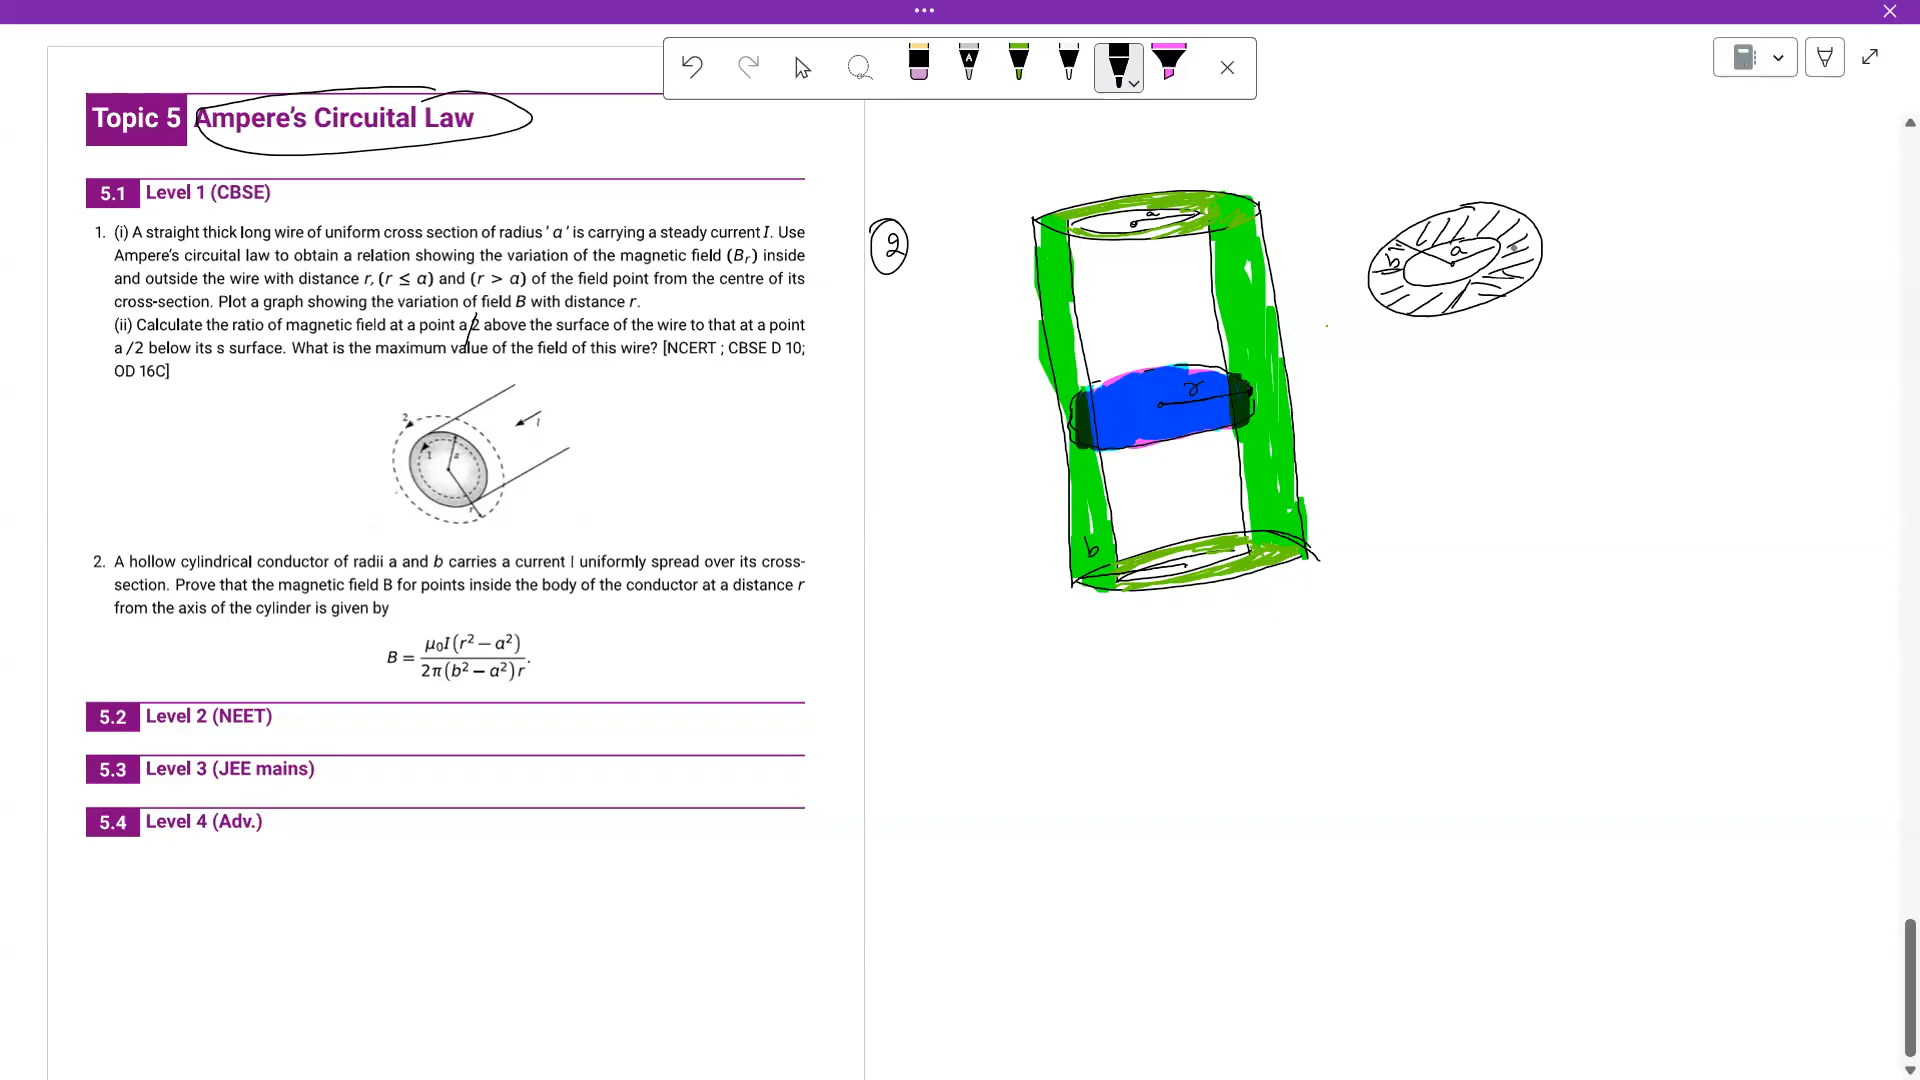 Topic 5 Ampere's Circuital Law
5.1 Level 1 (CBSE)
1. (i) A straight thick long wire of uniform cross section of radius ' a ' is carrying a steady current I. Use
Ampere's circuital law to obtain a relation showing the variation of the magnetic field (Bᵣ) inside
and outside the wire with distance r, (r ≤ a) and (r > a) of the field point from the centre of its
cross-section. Plot a graph showing the variation of field B with distance r.
(ii) Calculate the ratio of magnetic field at a point a/2 above the surface of the wire to that at a point
a /2 below its s surface. What is the maximum value of the field of this wire? [NCERT ; CBSE D 10;
OD 16C]
2
I
1
a
r
2. A hollow cylindrical conductor of radii a and b carries a current I uniformly spread over its cross-
section. Prove that the magnetic field B for points inside the body of the conductor at a distance r
from the axis of the cylinder is given by
B = μ₀I(r² − a²) / 2π(b² − a²)r .
5.2 Level 2 (NEET)
5.3 Level 3 (JEE mains)
5.4 Level 4 (Adv.)
2
a
r
b
b
a
A